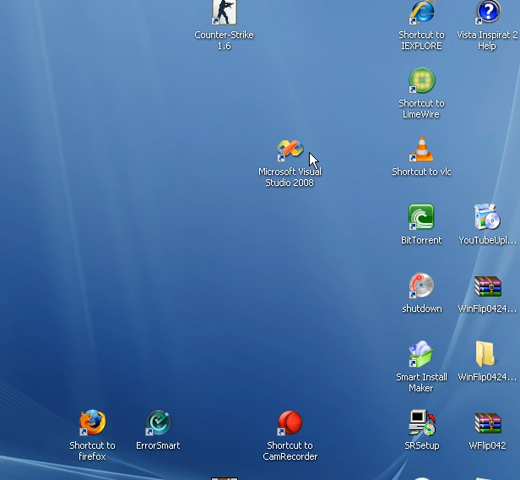 Counter-Strike
1.6
Shortcut to
IEXPLORE
Vista Inspirat 2
Help
Shortcut to
LimeWire
Microsoft Visual
Studio 2008
Shortcut to vlc
BitTorrent
YouTubeUpl...
shutdown
WinFlip0424...
Smart Install
Maker
WinFlip0424...
Shortcut to
firefox
ErrorSmart
Shortcut to
CamRecorder
SRSetup
WFlip042